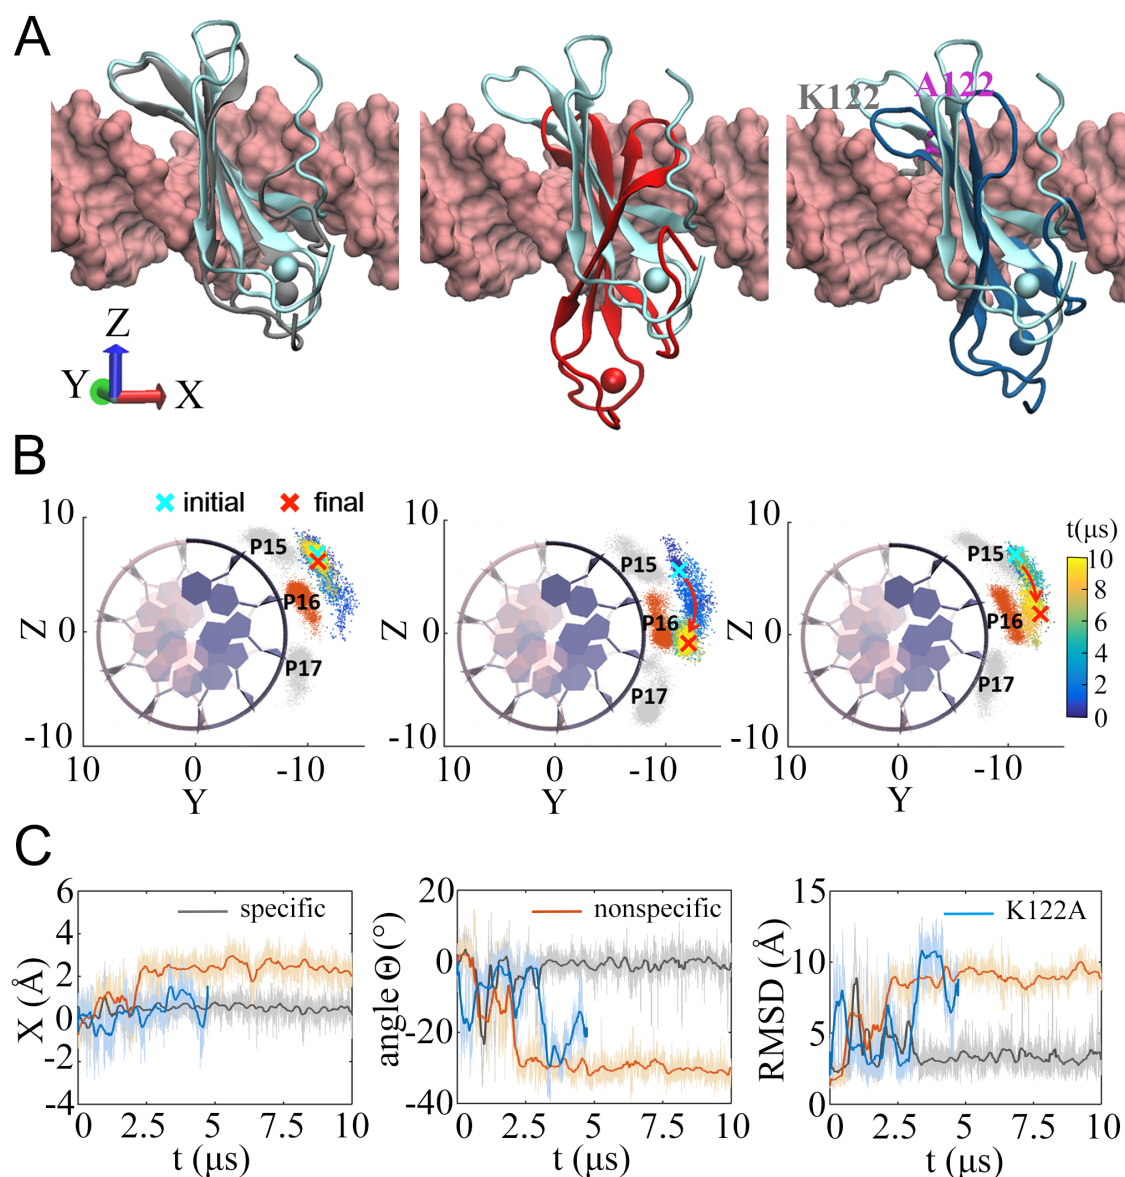 A
K122
A122
Z
Y
X
B
initial
final
10
Z
0
-10
P15
P16
P17
10
0
-10
Y
10
Z
0
-10
P15
P16
P17
10
0
-10
Y
10
Z
0
-10
P15
P16
P17
10
0
-10
Y
t(μs)
10
8
6
4
2
0
C
6
4
2
0
-2
-4
X (Å)
specific
0
2.5
5
7.5
10
t (μs)
20
0
-20
-40
angle Θ (°)
nonspecific
0
2.5
5
7.5
10
t (μs)
15
10
5
0
RMSD (Å)
K122A
0
2.5
5
7.5
10
t (μs)